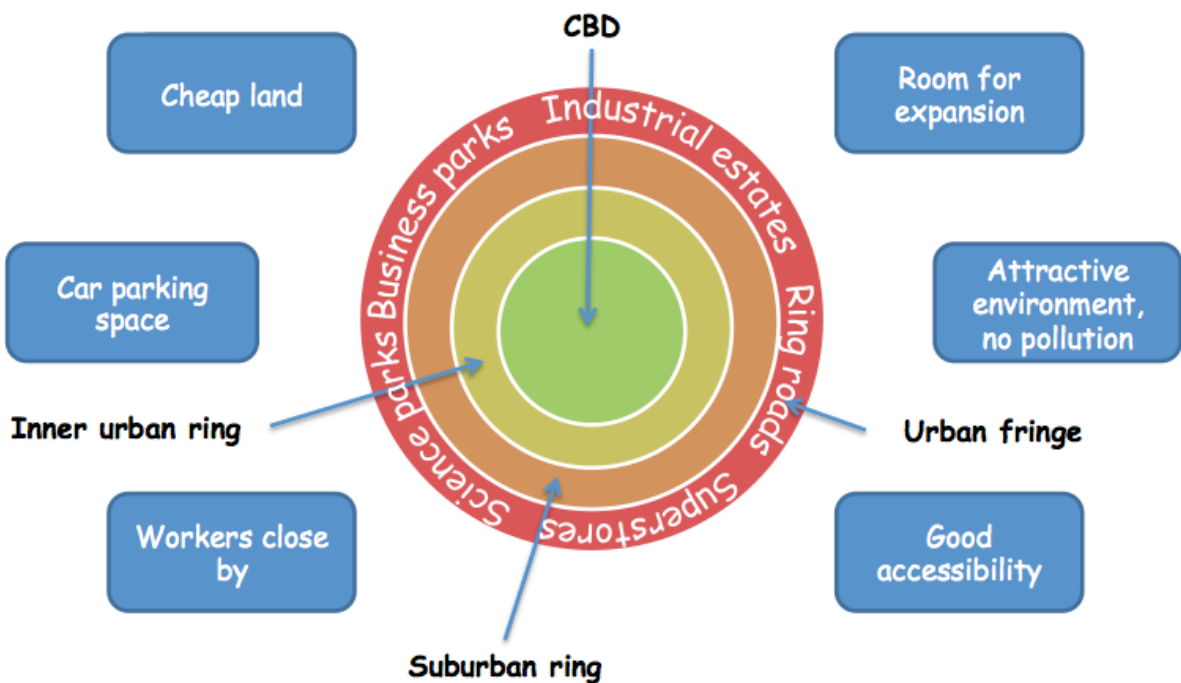 CBD
Cheap land
Room for
expansion
Business parks
Industrial estates
Car parking
space
Attractive
environment,
no pollution
Ring roads
Science parks
Inner urban ring
Urban fringe
Superstores
Workers close
by
Good
accessibility
Suburban ring